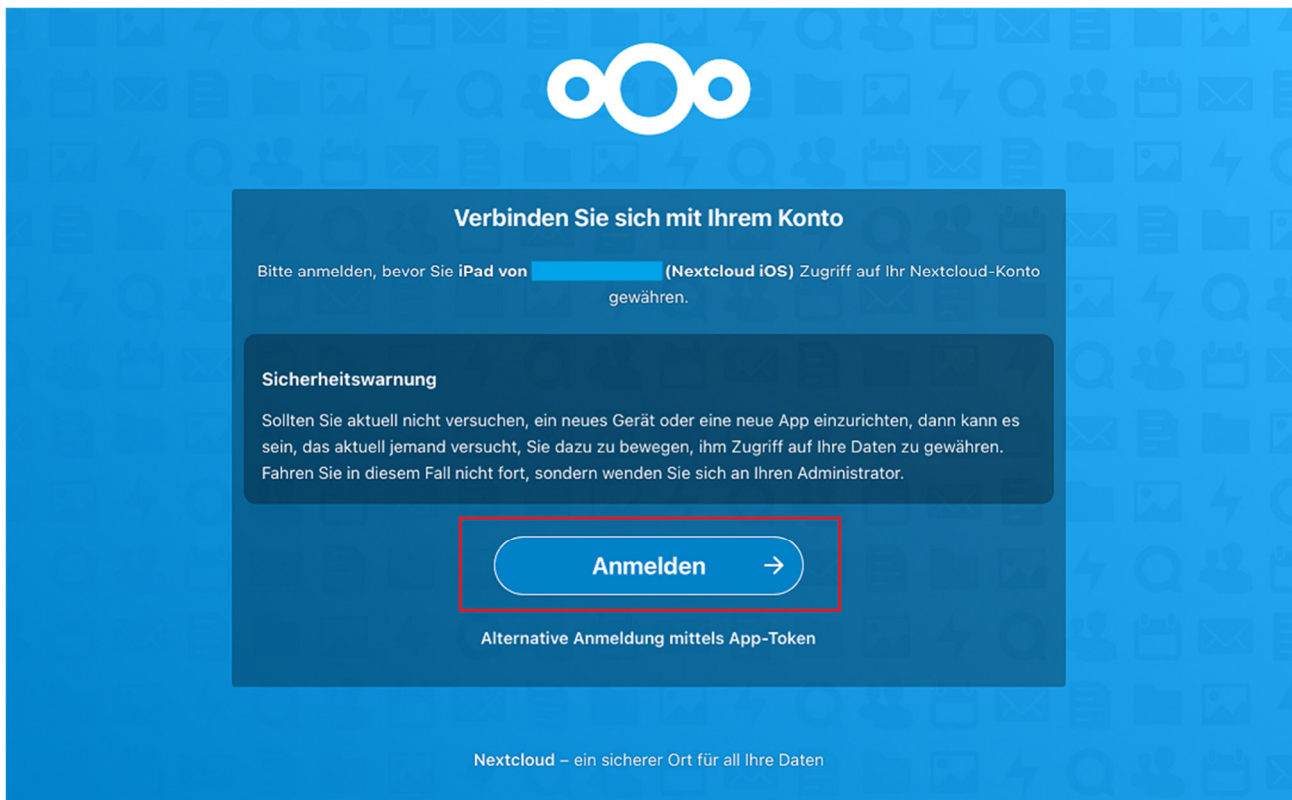 Verbinden Sie sich mit Ihrem Konto
Bitte anmelden, bevor Sie iPad von (Nextcloud iOS) Zugriff auf Ihr Nextcloud-Konto
gewähren.
Sicherheitswarnung
Sollten Sie aktuell nicht versuchen, ein neues Gerät oder eine neue App einzurichten, dann kann es
sein, das aktuell jemand versucht, Sie dazu zu bewegen, ihm Zugriff auf Ihre Daten zu gewähren.
Fahren Sie in diesem Fall nicht fort, sondern wenden Sie sich an Ihren Administrator.
Anmelden →
Alternative Anmeldung mittels App-Token
Nextcloud – ein sicherer Ort für all Ihre Daten